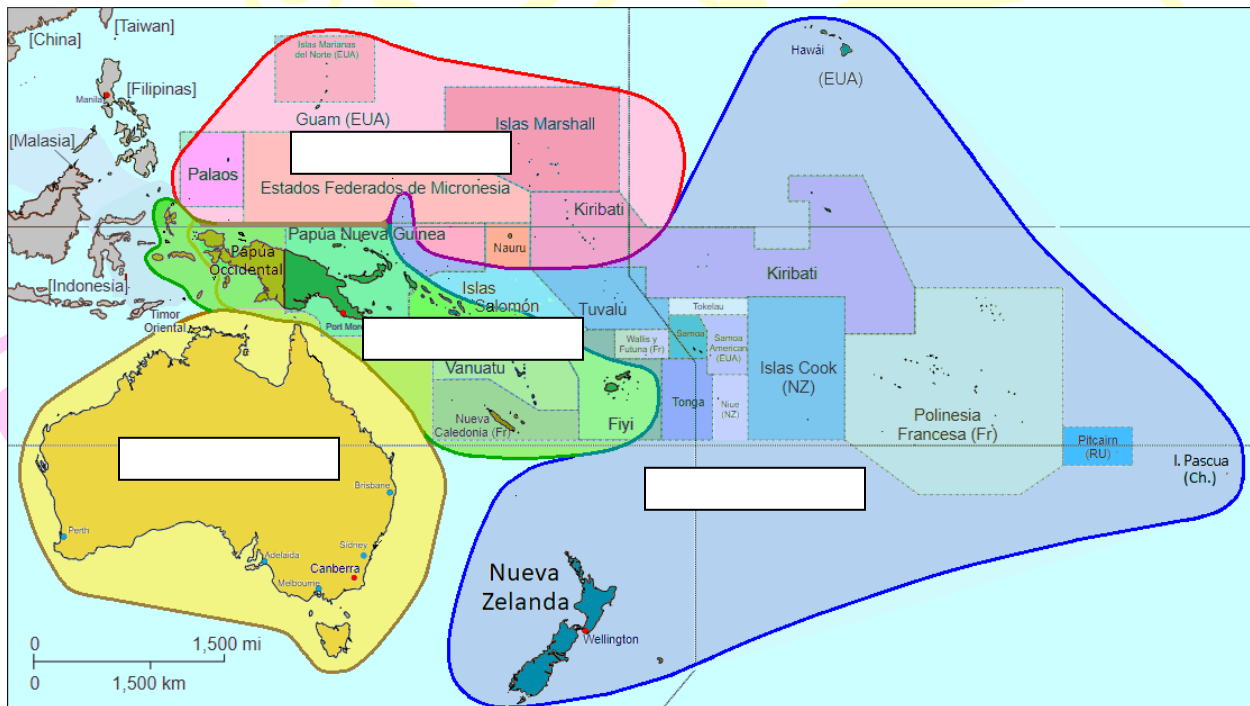 [Taiwan]
[China]
[Filipinas]
Manila
[Malasia]
[Indonesia]
Timor
Oriental
Islas Marianas
del Norte (EUA)
Guam (EUA)
Islas Marshall
Palaos
Estados Federados de Micronesia
Kiribati
Nauru
Hawái
(EUA)
Papúa Nueva Guinea
Papúa
Occidental
Port More
Islas
Salomón
Tuvalú
Kiribati
Tokelau
Wallis y
Futuna (Fr)
Samoa
Samoa
American
(EUA)
Islas Cook
(NZ)
Vanuatu
Nueva
Caledonia (Fr)
Fiyi
Tonga
Niue
(NZ)
Polinesia
Francesa (Fr)
Pitcairn
(RU)
I. Pascua
(Ch.)
Brisbane
Perth
Adelaida
Sídney
Canberra
Melbourne
Nueva
Zelanda
Wellington
0
1,500 mi
0
1,500 km